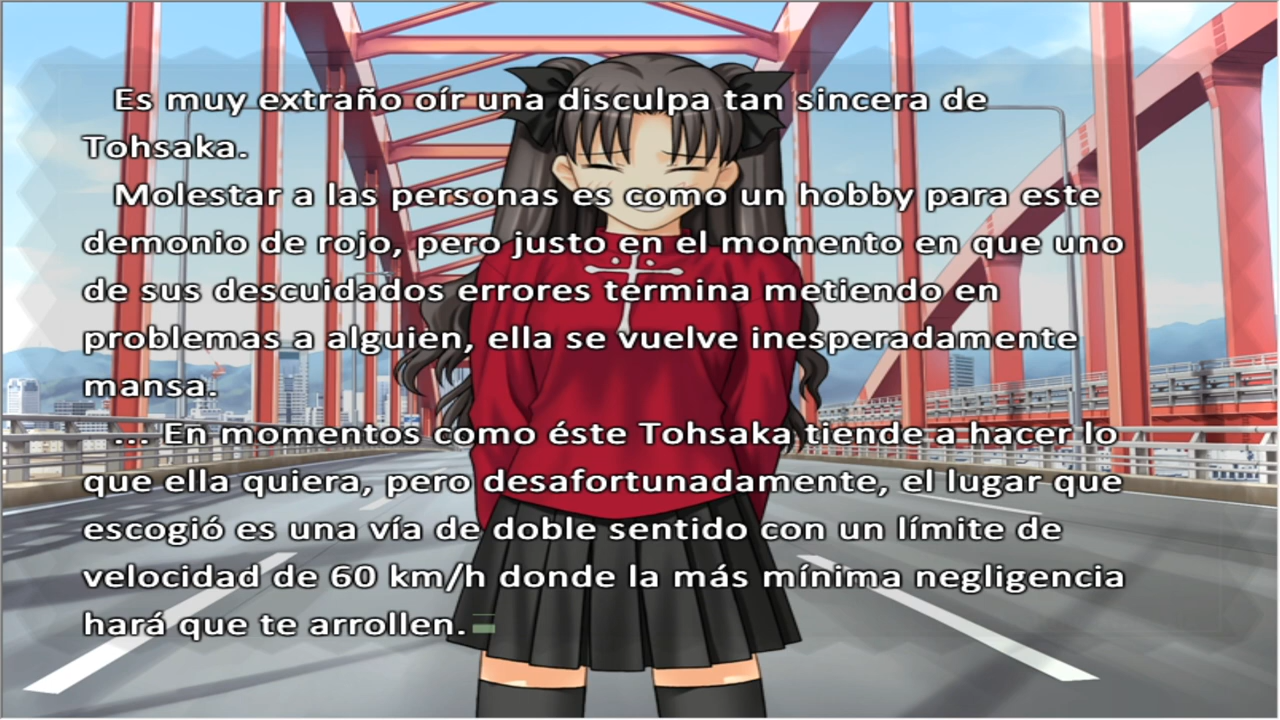 Es muy extraño oír una disculpa tan sincera de
Tohsaka.
Molestar a las personas es como un hobby para este
demonio de rojo, pero justo en el momento en que uno
de sus descuidados errores termina metiendo en
problemas a alguien, ella se vuelve inesperadamente
mansa.
... En momentos como éste Tohsaka tiende a hacer lo
que ella quiera, pero desafortunadamente, el lugar que
escogió es una vía de doble sentido con un límite de
velocidad de 60 km/h donde la más mínima negligencia
hará que te arrollen.